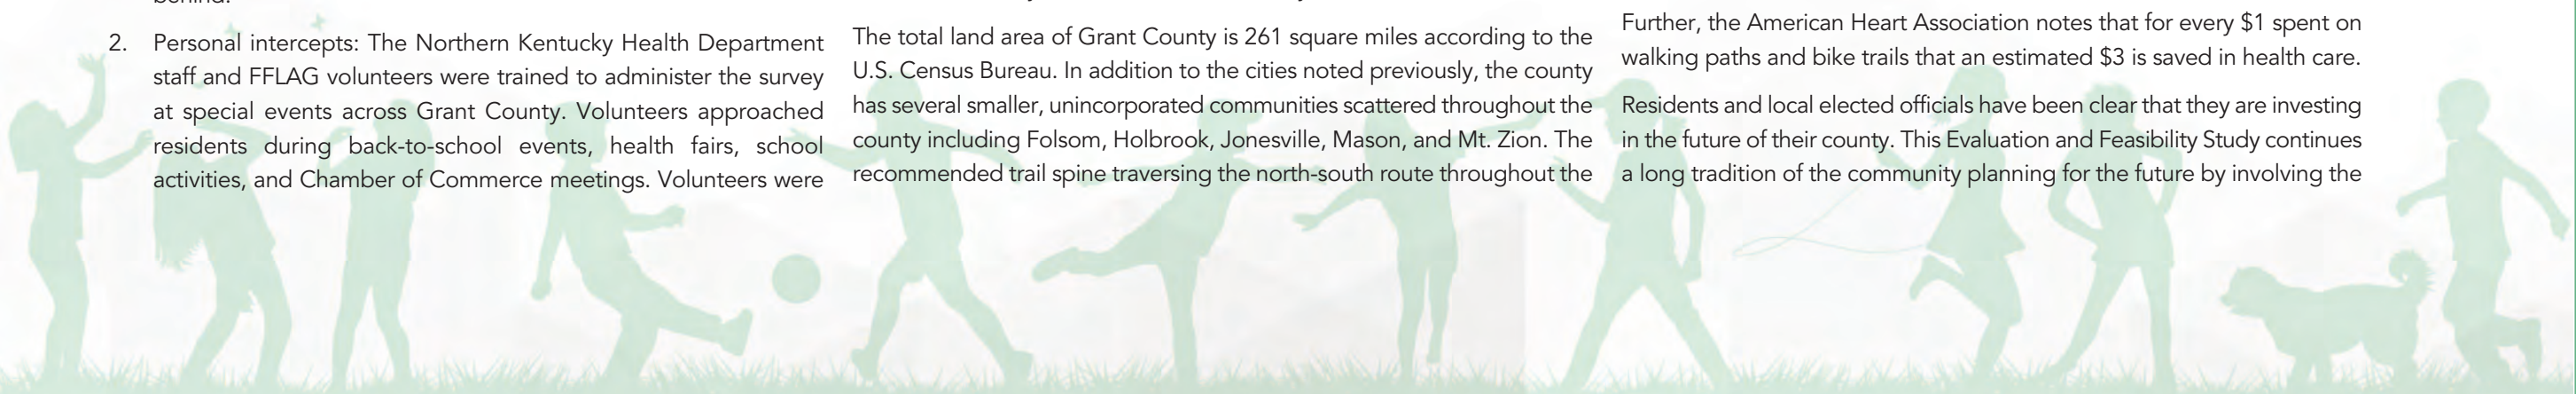 behind.
2. Personal intercepts: The Northern Kentucky Health Department
staff and FFLAG volunteers were trained to administer the survey
at special events across Grant County. Volunteers approached
residents during back-to-school events, health fairs, school
activities, and Chamber of Commerce meetings. Volunteers were
The total land area of Grant County is 261 square miles according to the
U.S. Census Bureau. In addition to the cities noted previously, the county
has several smaller, unincorporated communities scattered throughout the
county including Folsom, Holbrook, Jonesville, Mason, and Mt. Zion. The
recommended trail spine traversing the north-south route throughout the
Further, the American Heart Association notes that for every $1 spent on
walking paths and bike trails that an estimated $3 is saved in health care.
Residents and local elected officials have been clear that they are investing
in the future of their county. This Evaluation and Feasibility Study continues
a long tradition of the community planning for the future by involving the